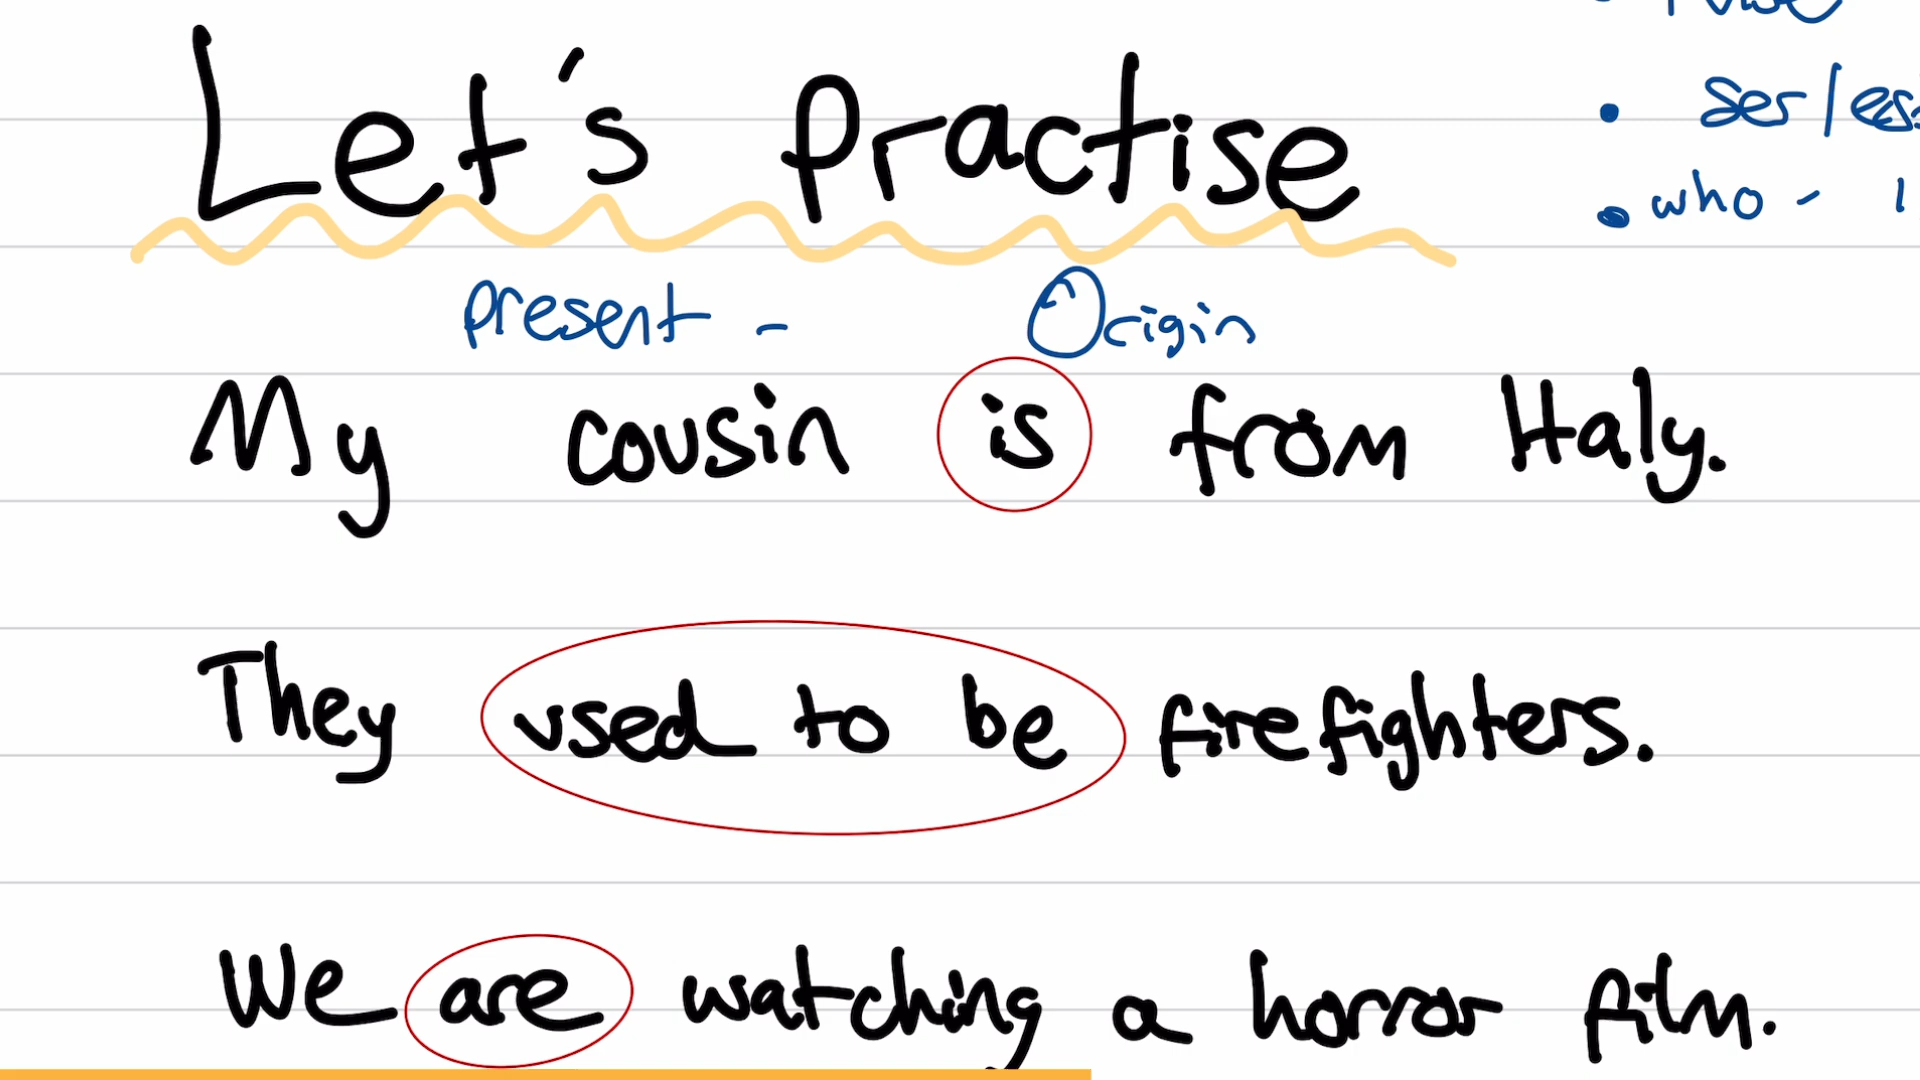 Let's practise
• ser/es
• who -
present - Origin
My cousin is from Italy.
They used to be firefighters.
We are watching a horror film.